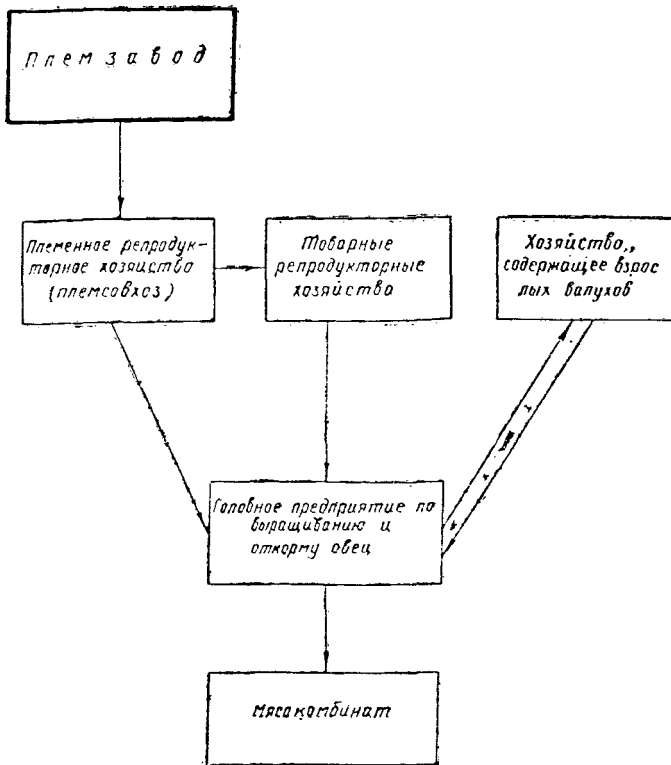 Племзавод
Племенное репродук-
торное хозяйство
(племсовхоз)
Товарные
репродукторные
хозяйства
Хозяйство,,
содержащее взрос
лых валухов
Головное предприятие по
выращиванию и
откорму овец
Мясокомбинат